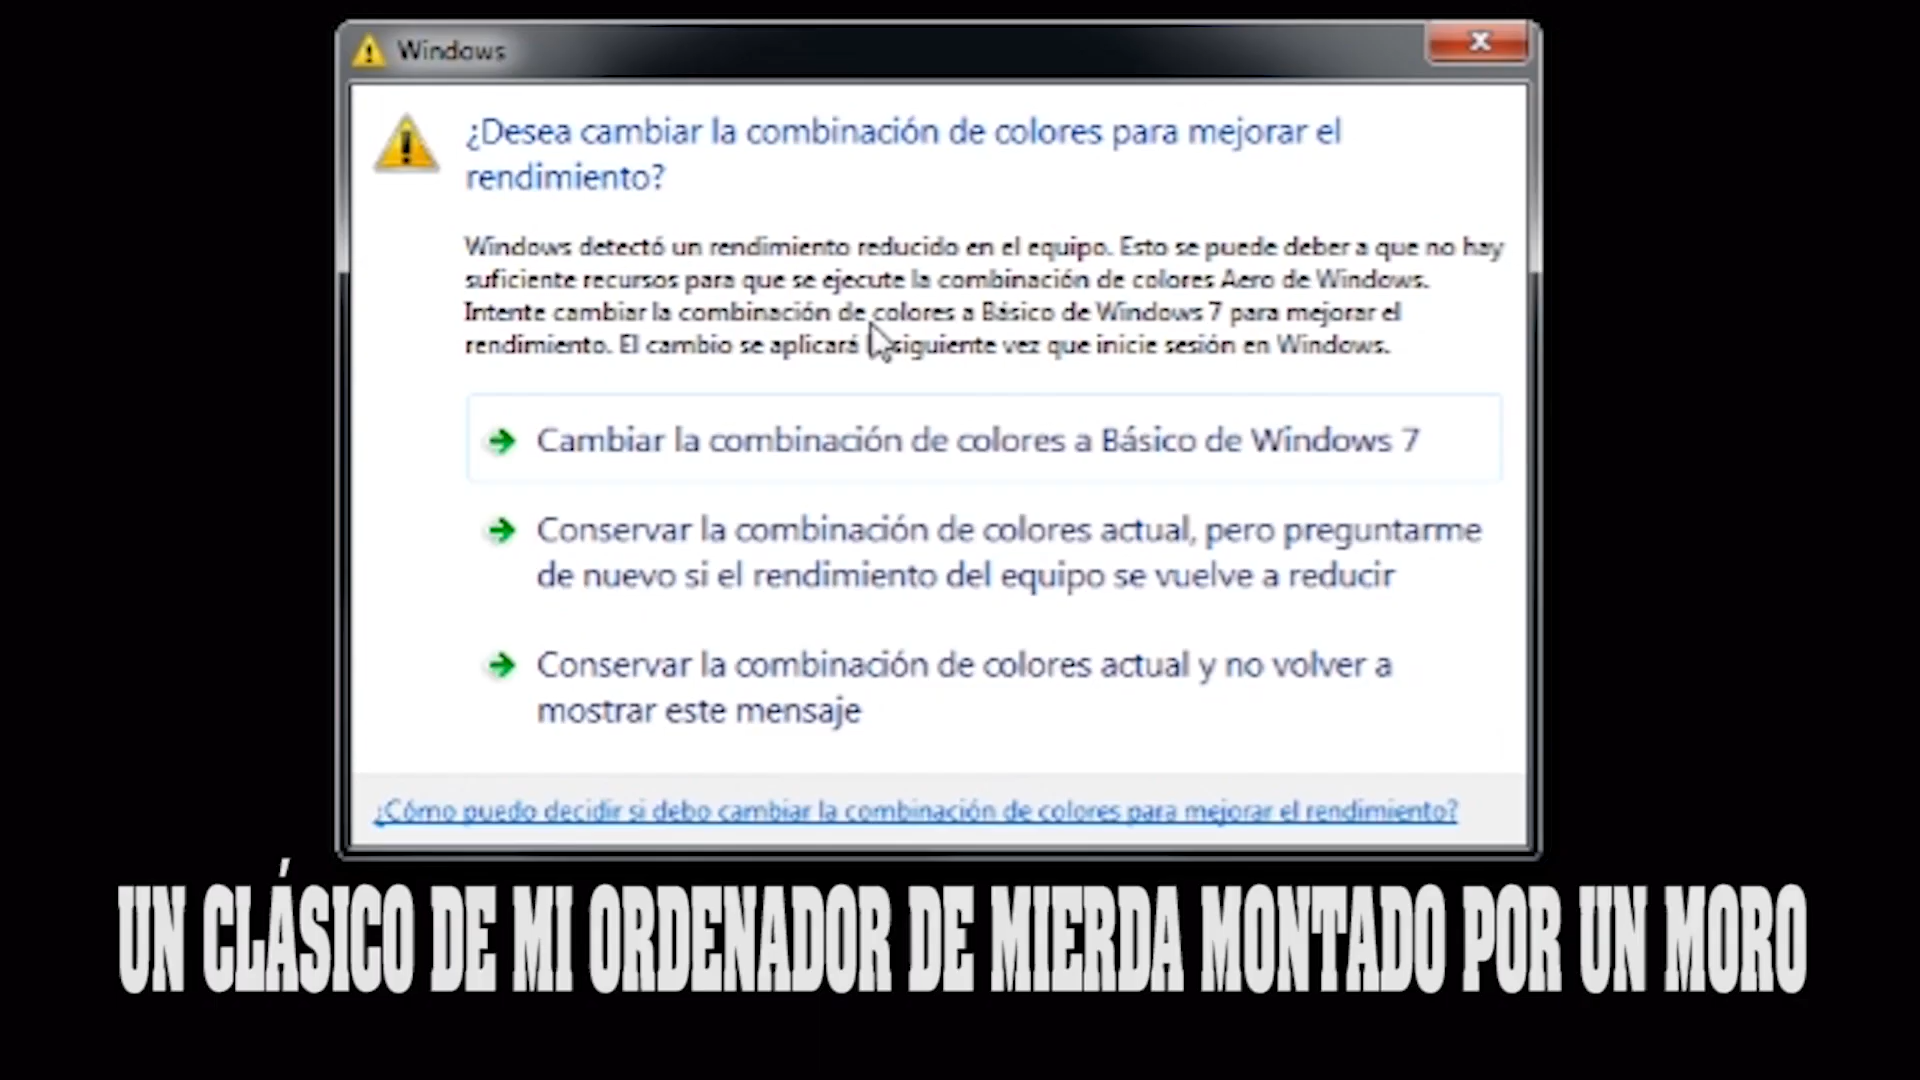 Windows
¿Desea cambiar la combinación de colores para mejorar el
rendimiento?
Windows detectó un rendimiento reducido en el equipo. Esto se puede deber a que no hay
suficiente recursos para que se ejecute la combinación de colores Aero de Windows.
Intente cambiar la combinación de colores a Básico de Windows 7 para mejorar el
rendimiento. El cambio se aplicará la siguiente vez que inicie sesión en Windows.
Cambiar la combinación de colores a Básico de Windows 7
Conservar la combinación de colores actual, pero preguntarme
de nuevo si el rendimiento del equipo se vuelve a reducir
Conservar la combinación de colores actual y no volver a
mostrar este mensaje
¿Cómo puedo decidir si debo cambiar la combinación de colores para mejorar el rendimiento?
UN CLÁSICO DE MI ORDENADOR DE MIERDA MONTADO POR UN MORO